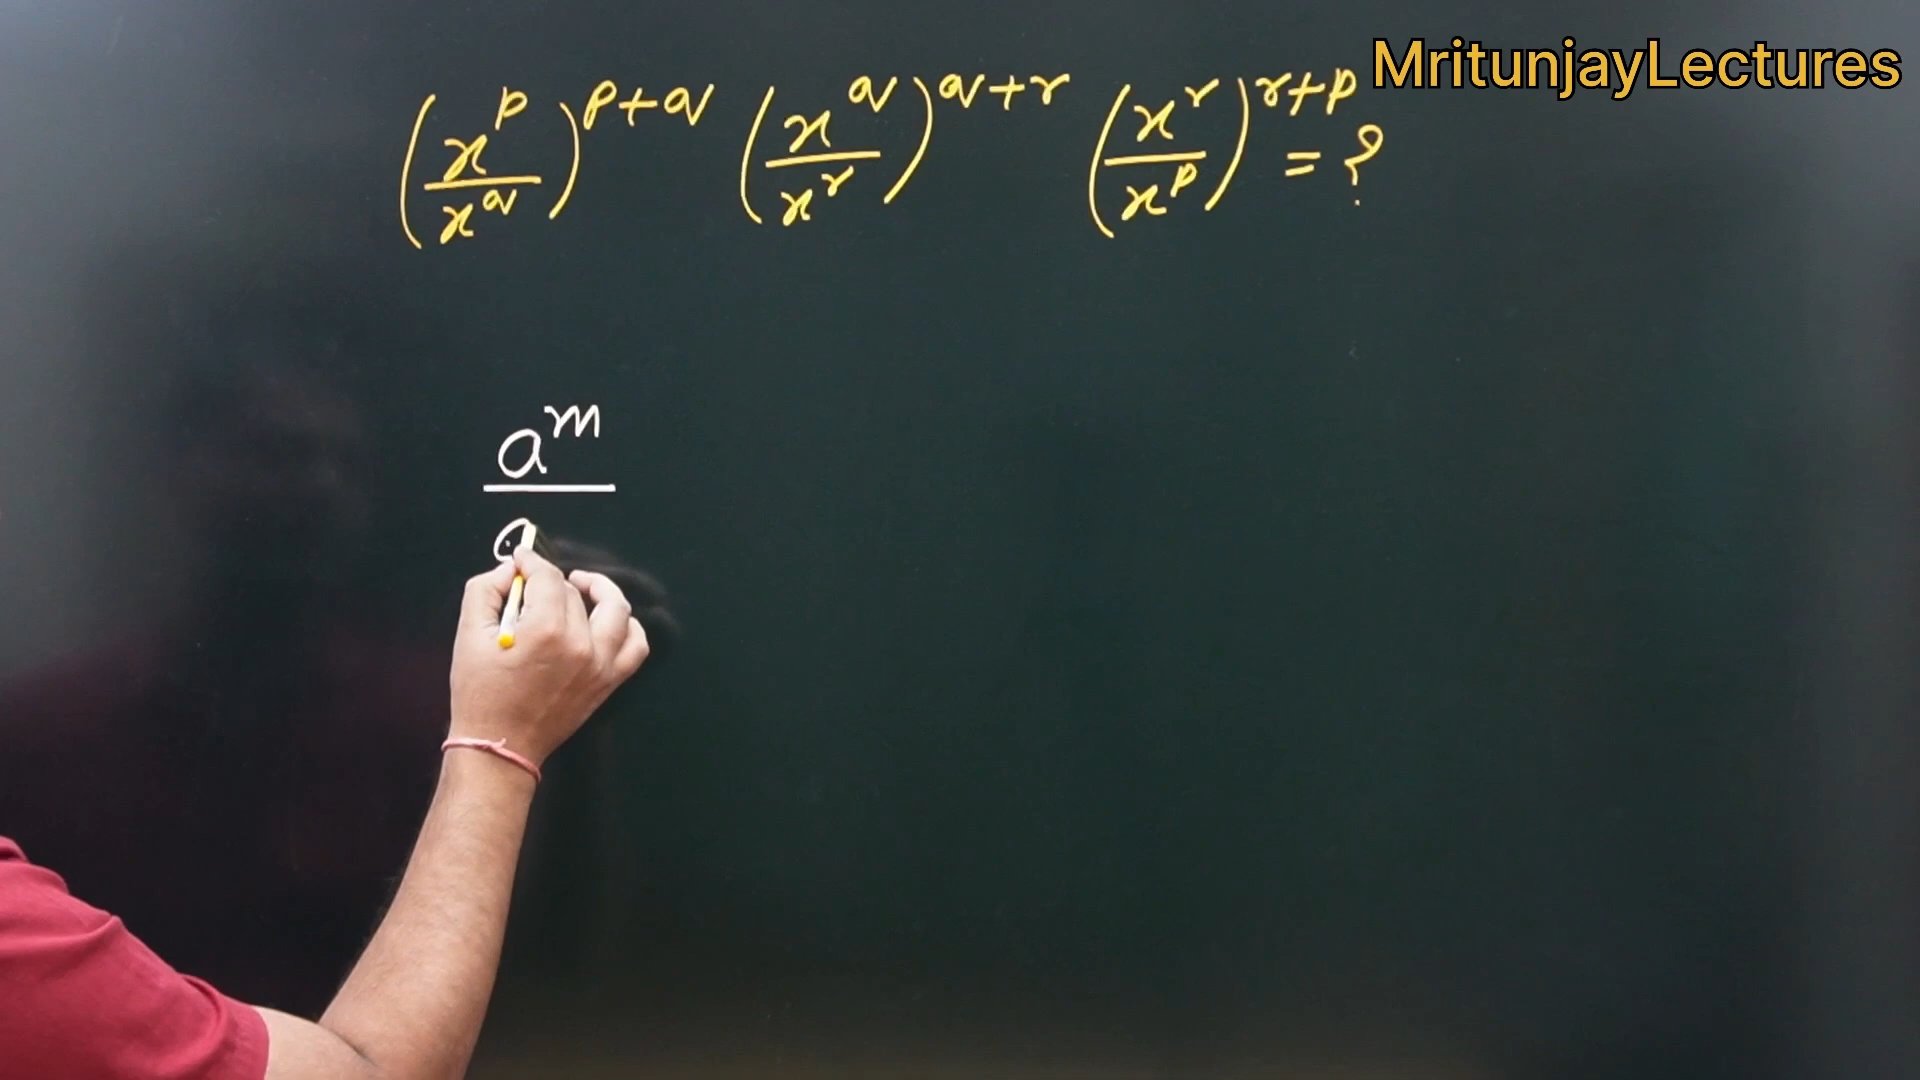 MritunjayLectures
(x^p/x^q)^{p+q} (x^q/x^r)^{q+r} (x^r/x^p)^{r+p} = ?
a^m
a